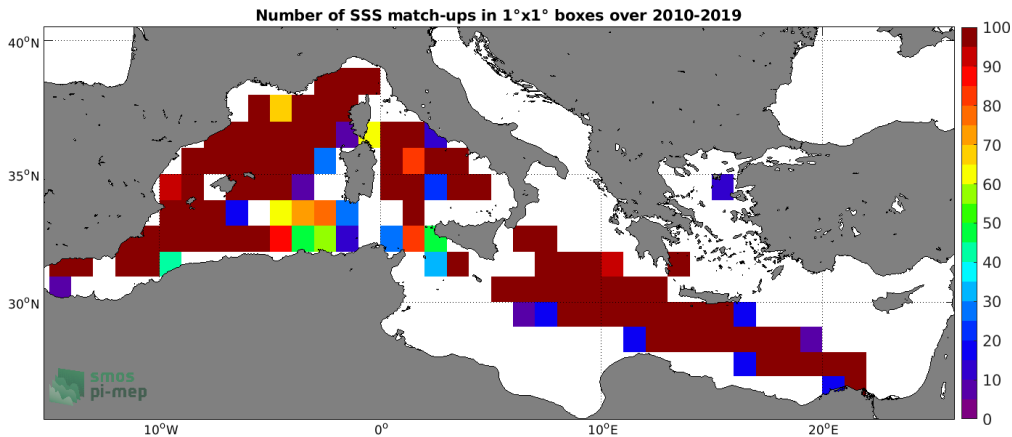 Number of SSS match-ups in 1°x1° boxes over 2010-2019
40°N
35°N
30°N
10°W
0°
10°E
20°E
100
90
80
70
60
50
40
30
20
10
0
smos
pi-mep